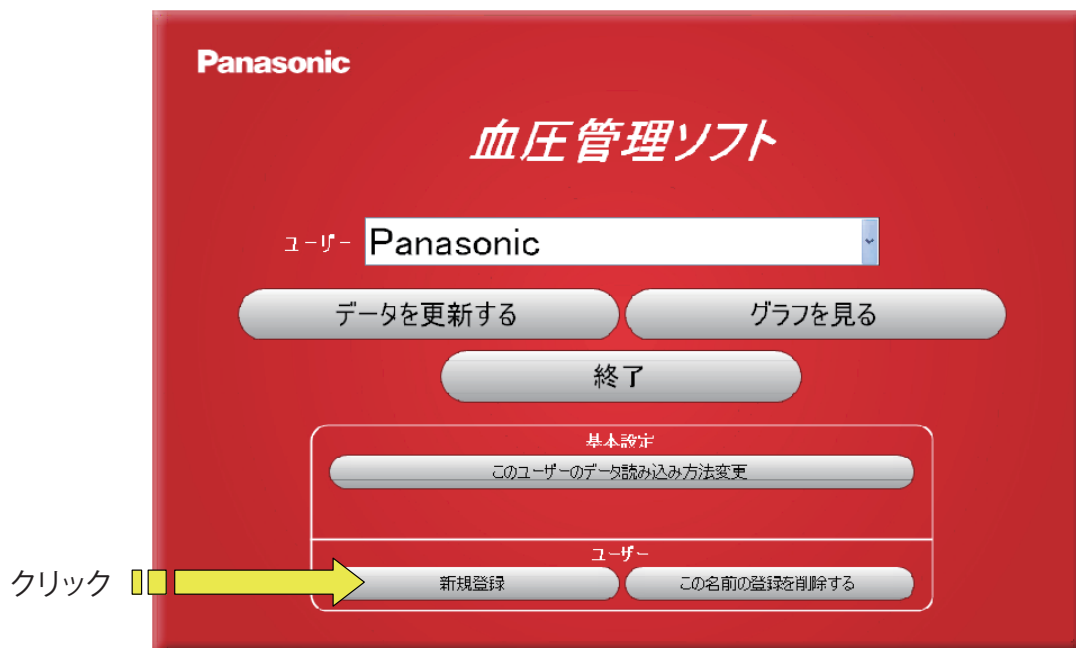 Panasonic
血圧管理ソフト
ユーザー Panasonic
データを更新する グラフを見る
終了
基本設定
このユーザーのデータ読み込み方法変更
ユーザー
クリック 新規登録 この名前の登録を削除する